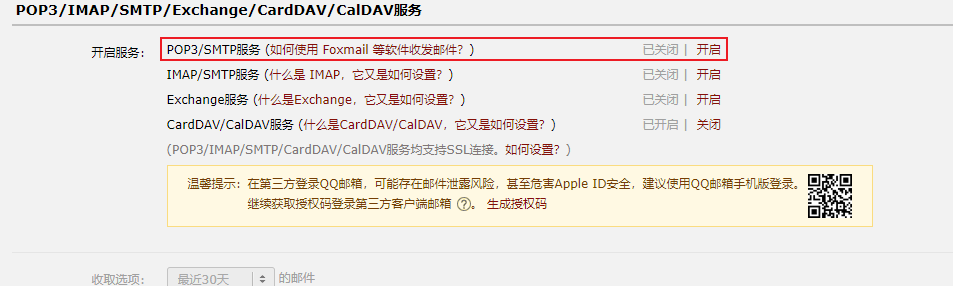 POP3/IMAP/SMTP/Exchange/CardDAV/CalDAV服务
开启服务： POP3/SMTP服务 (如何使用 Foxmail 等软件收发邮件？) 已关闭 | 开启
IMAP/SMTP服务 (什么是 IMAP，它又是如何设置？) 已关闭 | 开启
Exchange服务 (什么是Exchange，它又是如何设置？) 已关闭 | 开启
CardDAV/CalDAV服务 (什么是CardDAV/CalDAV，它又是如何设置？) 已开启 | 关闭
(POP3/IMAP/SMTP/CardDAV/CalDAV服务均支持SSL连接。如何设置？)
温馨提示：在第三方登录QQ邮箱，可能存在邮件泄露风险，甚至危害Apple ID安全，建议使用QQ邮箱手机版登录。
继续获取授权码登录第三方客户端邮箱 ?。 生成授权码
收取选项： 最近30天 的邮件